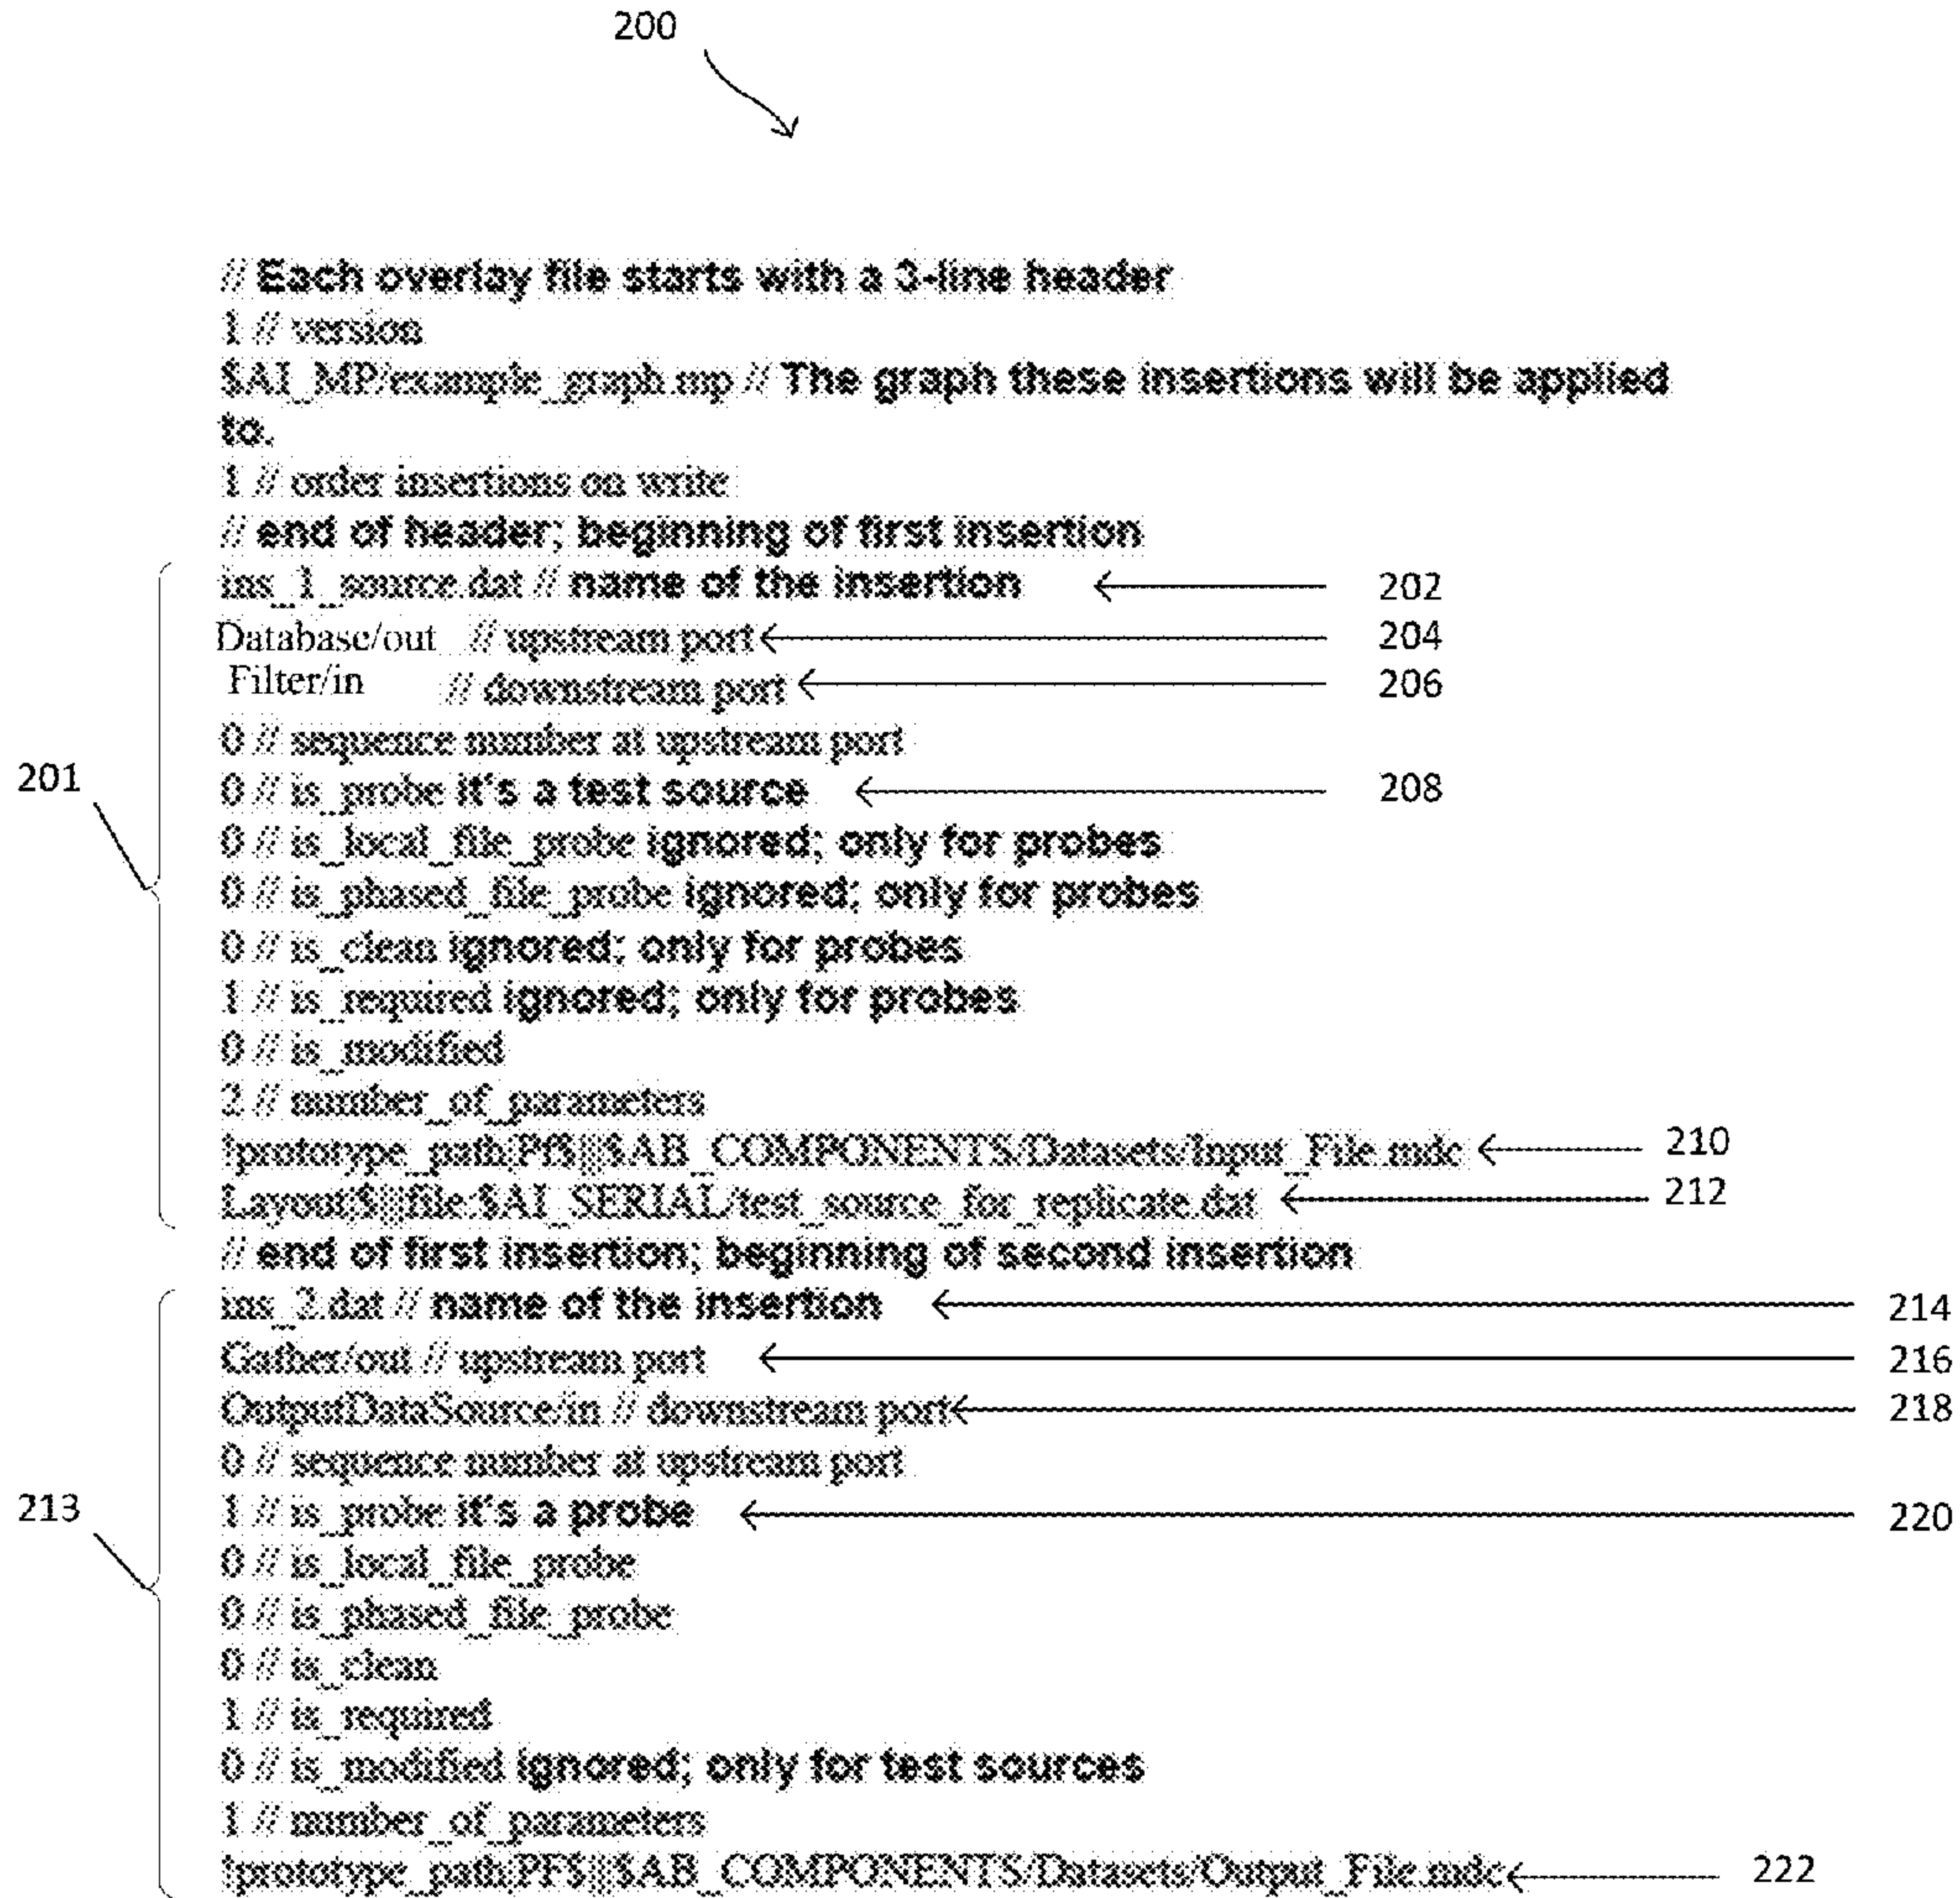 200
// Each overlay file starts with a 3-line header
1 // version
$AI_MP/example_graph.mp // The graph these insertions will be applied
to.
1 // order insertions on write
// end of header; beginning of first insertion
ins_1_source.dat // name of the insertion 202
Database/out // upstream port 204
Filter/in // downstream port 206
0 // sequence number at upstream port
201
0 // is_probe it's a test source 208
0 // is_local_file_probe ignored; only for probes
0 // is_phased_file_probe ignored; only for probes
0 // is_clean ignored; only for probes
1 // is_required ignored; only for probes
0 // is_modified
2 // number_of_parameters
!prototype_path|PF$|||$AB_COMPONENTS/Datasets/Input_File.mdc 210
Layout|$|||file:$AI_SERIAL/test_source_for_replicate.dat 212
// end of first insertion; beginning of second insertion
ins_2.dat // name of the insertion 214
Gather/out // upstream port 216
OutputDataSource/in // downstream port 218
0 // sequence number at upstream port
213
1 // is_probe it's a probe 220
0 // is_local_file_probe
0 // is_phased_file_probe
0 // is_clean
1 // is_required
0 // is_modified ignored; only for test sources
1 // number_of_parameters
!prototype_path|PF$|||$AB_COMPONENTS/Datasets/Output_File.mdc 222